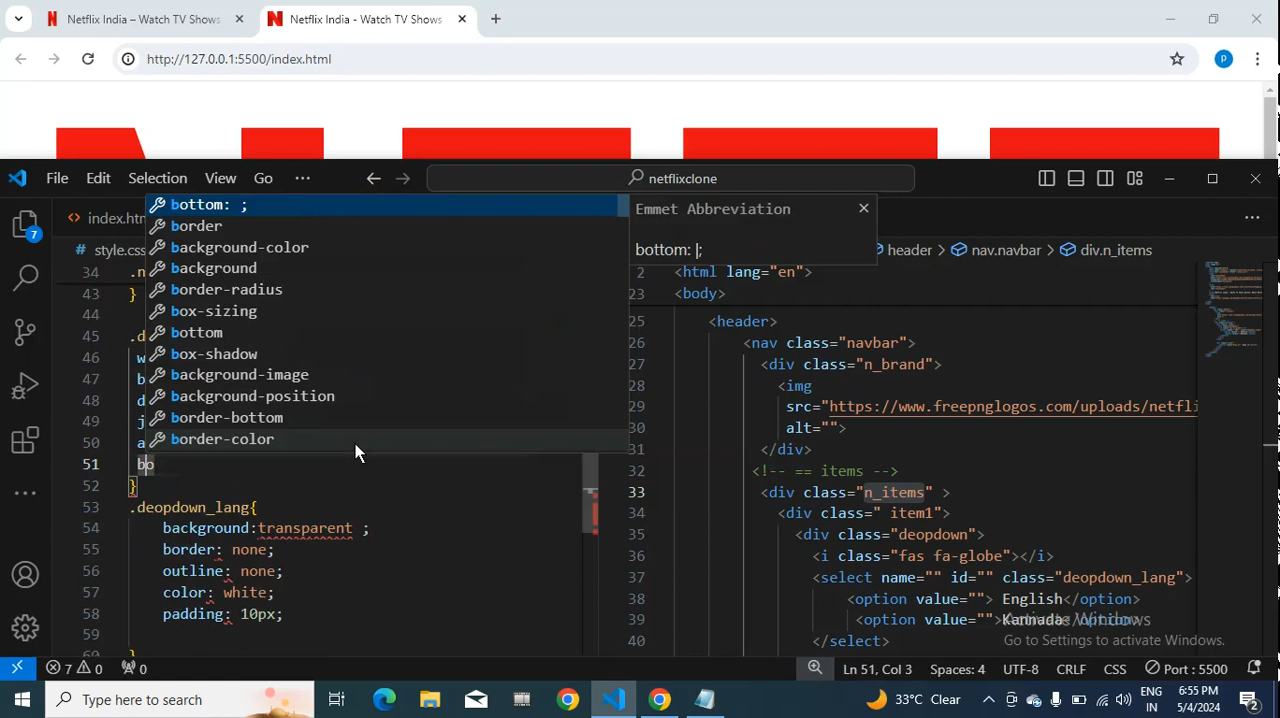 Netflix India – Watch TV Shows
Netflix India - Watch TV Shows
http://127.0.0.1:5500/index.html
P
File Edit Selection View Go
netflixclone
7
index.htm
# style.css
header > nav.navbar > div.n_items
bottom: ;
border
background-color
background
border-radius
box-sizing
bottom
box-shadow
background-image
background-position
border-bottom
border-color
Emmet Abbreviation
bottom: |;
34 .n
43 }
44
45 .d
46 w
47 b
48 d
49 j
50 a
51 bo
52 }
53 .deopdown_lang{
54 background:transparent ;
55 border: none;
56 outline: none;
57 color: white;
58 padding: 10px;
59
60 }
2 <html lang="en">
23 <body>
25 <header>
26 <nav class="navbar">
27 <div class="n_brand">
28 <img
29 src="https://www.freepnglogos.com/uploads/netfli
30 alt="">
31 </div>
32 <!-- == items -->
33 <div class="n_items" >
34 <div class=" item1">
35 <div class="deopdown">
36 <i class="fas fa-globe"></i>
37 <select name="" id="" class="deopdown_lang">
38 <option value=""> English</option>
39 <option value="">Kannada</option>
40 </select>
Activate Windows
Go to Settings to activate Windows.
7 0 0
Ln 51, Col 3 Spaces: 4 UTF-8 CRLF CSS Port : 5500
Type here to search
33°C Clear
ENG
IN
6:55 PM
5/4/2024
2